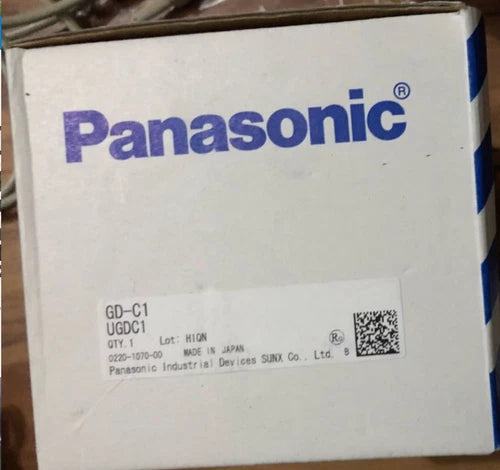 Panasonic®
GD-C1
UGDC1
QTY. 1 Lot: HIQN
0220-1070-00 MADE IN JAPAN
Panasonic Industrial Devices SUNX Co., Ltd. B